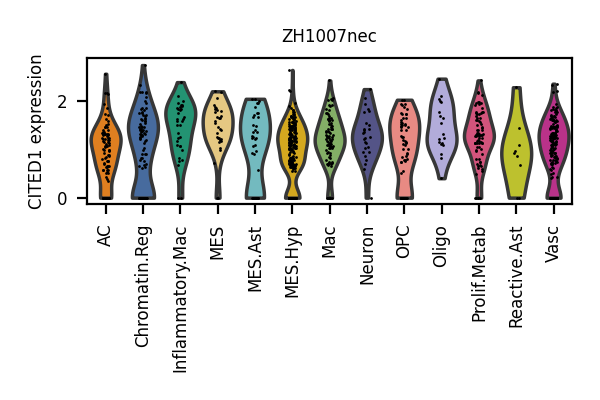 ZH1007nec
CITED1 expression
2
0
AC
Chromatin.Reg
Inflammatory.Mac
MES
MES.Ast
MES.Hyp
Mac
Neuron
OPC
Oligo
Prolif.Metab
Reactive.Ast
Vasc